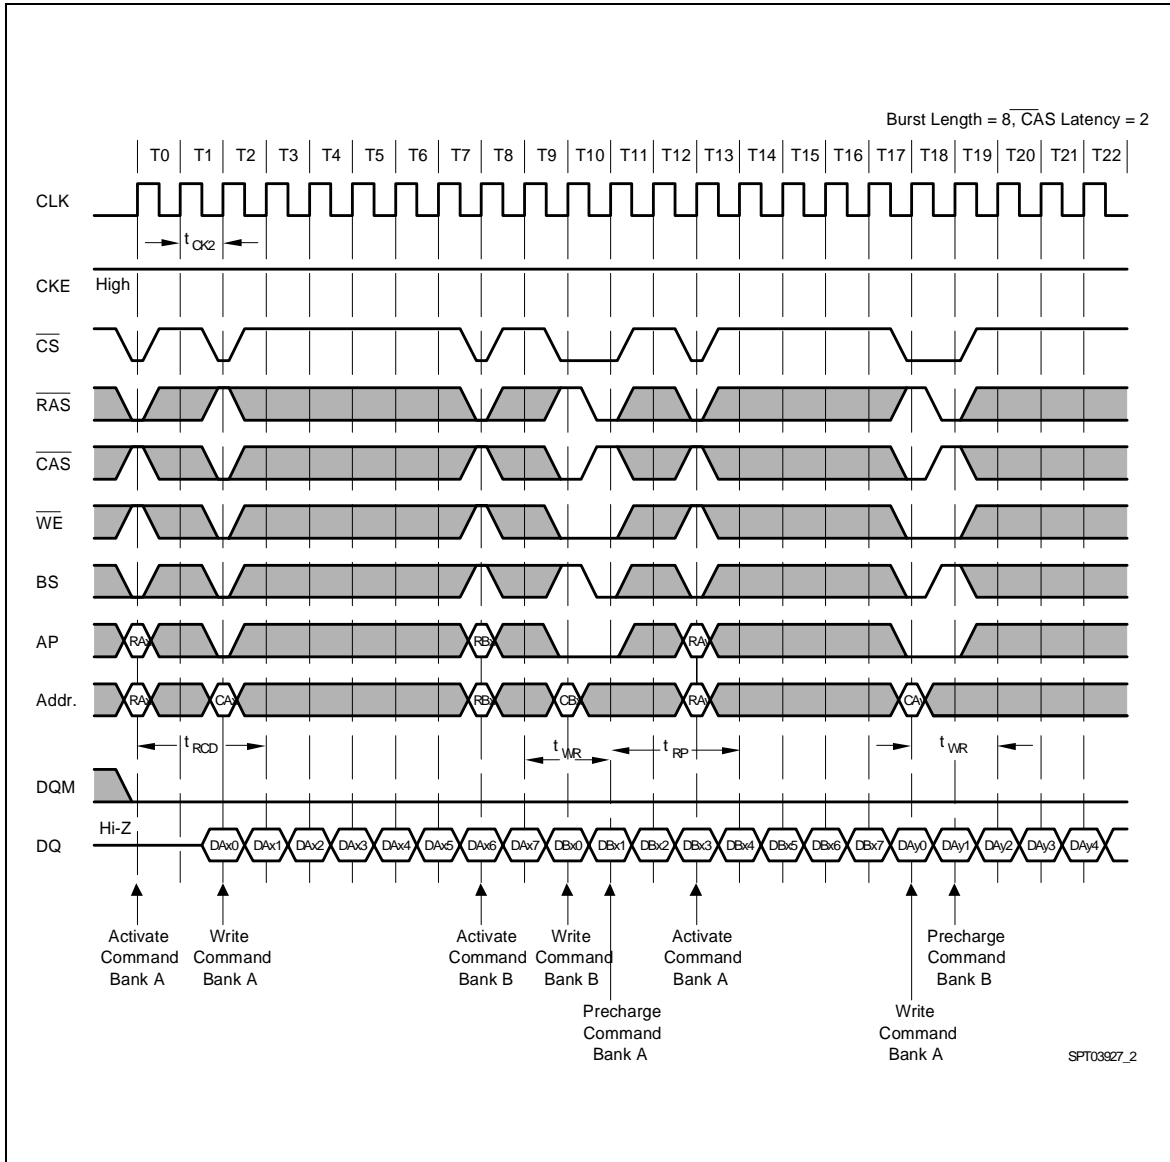 Burst Length = 8, CAS Latency = 2
T0 T1 T2 T3 T4 T5 T6 T7 T8 T9 T10 T11 T12 T13 T14 T15 T16 T17 T18 T19 T20 T21 T22
CLK
t CK2
CKE High
CS
RAS
CAS
WE
BS
AP RAx RBx RAy
Addr. RAx CAx RBx CBx RAy CAy
t RCD t WR t RP t WR
DQM
Hi-Z
DQ DAx0 DAx1 DAx2 DAx3 DAx4 DAx5 DAx6 DAx7 DBx0 DBx1 DBx2 DBx3 DBx4 DBx5 DBx6 DBx7 DAy0 DAy1 DAy2 DAy3 DAy4
Activate Command Bank A
Write Command Bank A
Activate Command Bank B
Write Command Bank B
Precharge Command Bank A
Activate Command Bank A
Write Command Bank A
Precharge Command Bank B
SPT03927_2